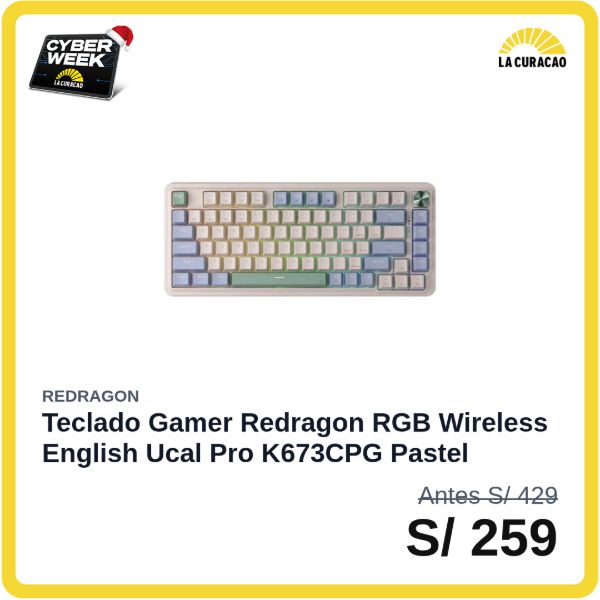 CYBER
WEEK
LA CURACAO
LA CURACAO
REDRAGON
Teclado Gamer Redragon RGB Wireless
English Ucal Pro K673CPG Pastel
Antes S/ 429
S/ 259